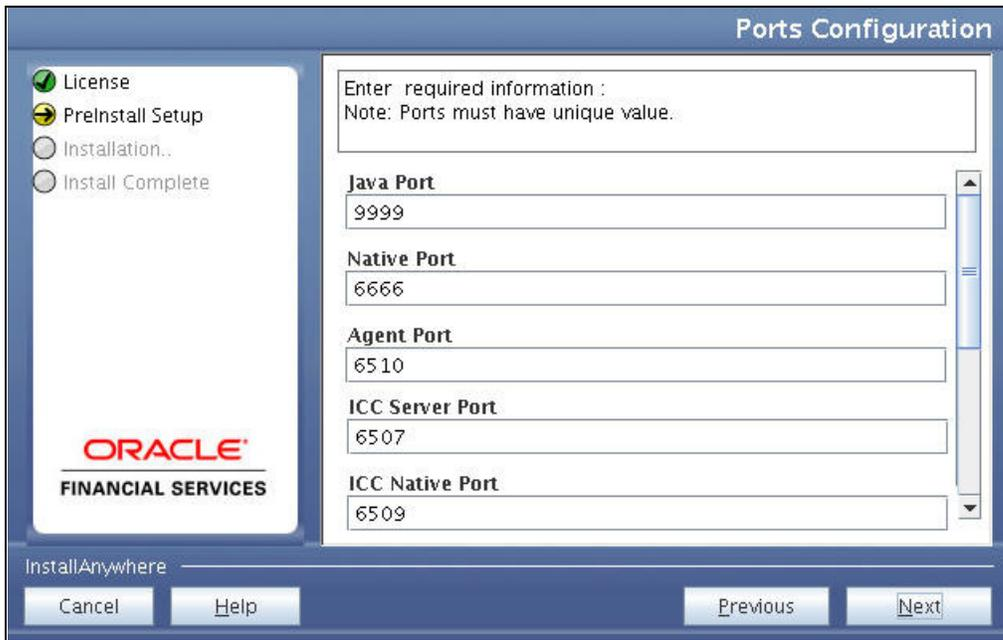 Ports Configuration
License
PreInstall Setup
Installation..
Install Complete
ORACLE®
FINANCIAL SERVICES
Enter required information :
Note: Ports must have unique value.
Java Port
9999
Native Port
6666
Agent Port
6510
ICC Server Port
6507
ICC Native Port
6509
InstallAnywhere
Cancel
Help
Previous
Next